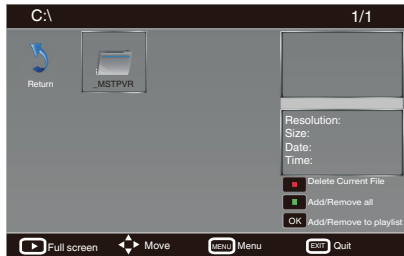 C:\ 1/1
Return _MSTPVR
Resolution:
Size:
Date:
Time:
Delete Current File
Add/Remove all
OK Add/Remove to playlist
Full screen Move MENU Menu EXIT Quit